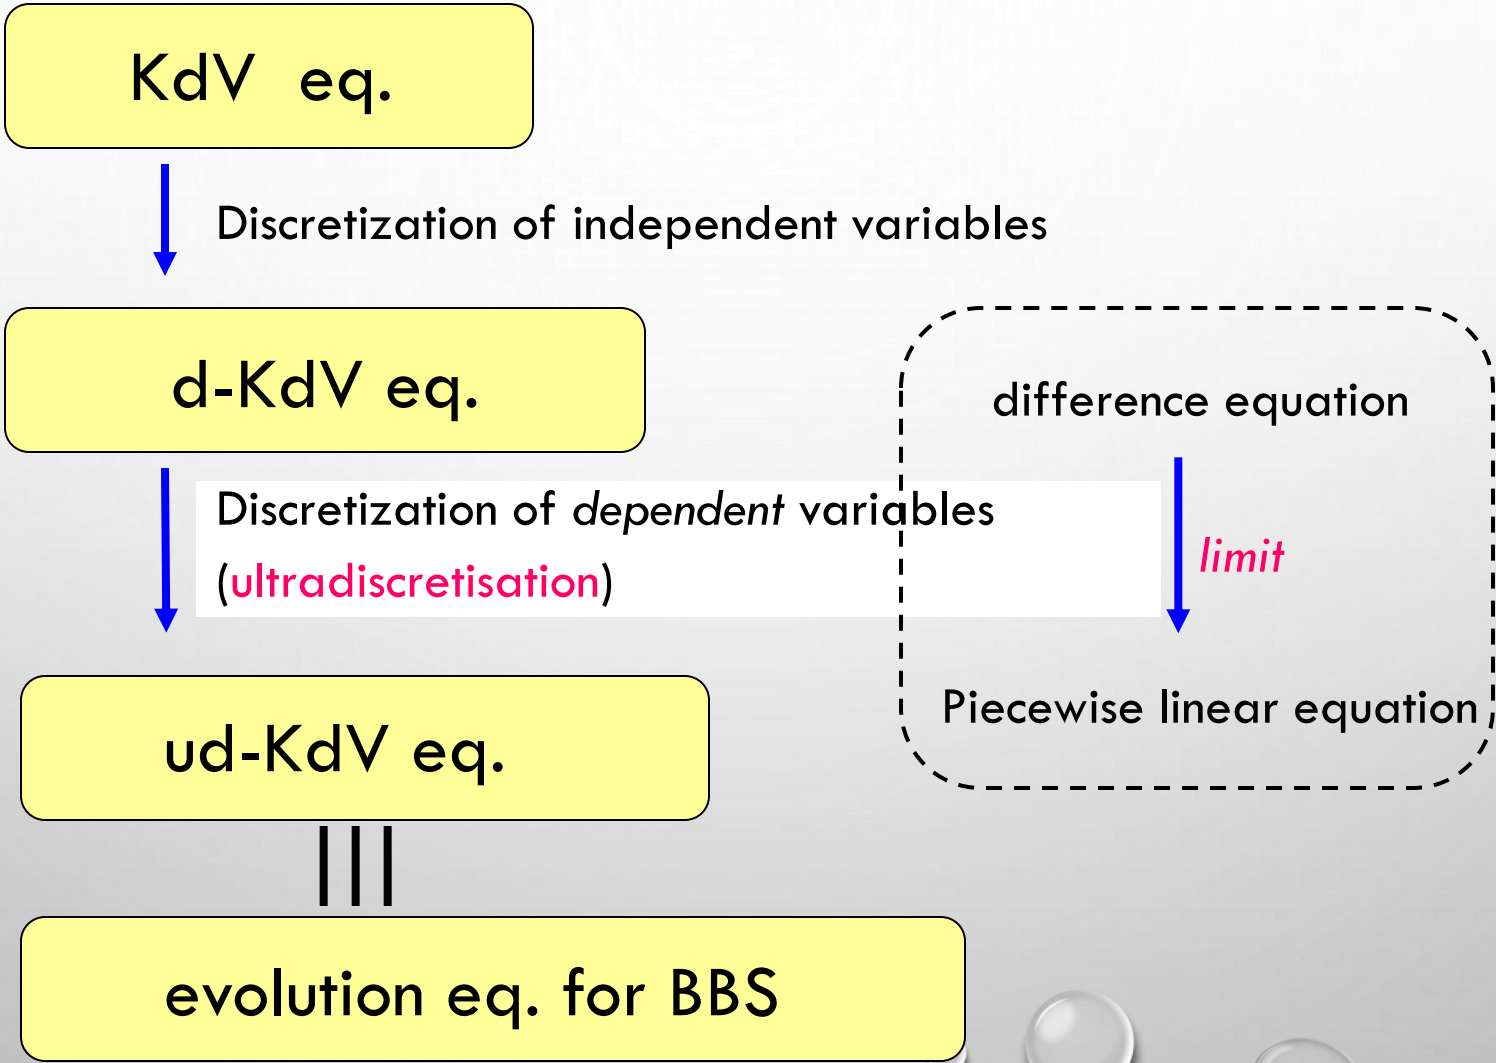 KdV eq.
Discretization of independent variables
d-KdV eq.
Discretization of dependent variables
(ultradiscretisation)
ud-KdV eq.
evolution eq. for BBS
difference equation
limit
Piecewise linear equation